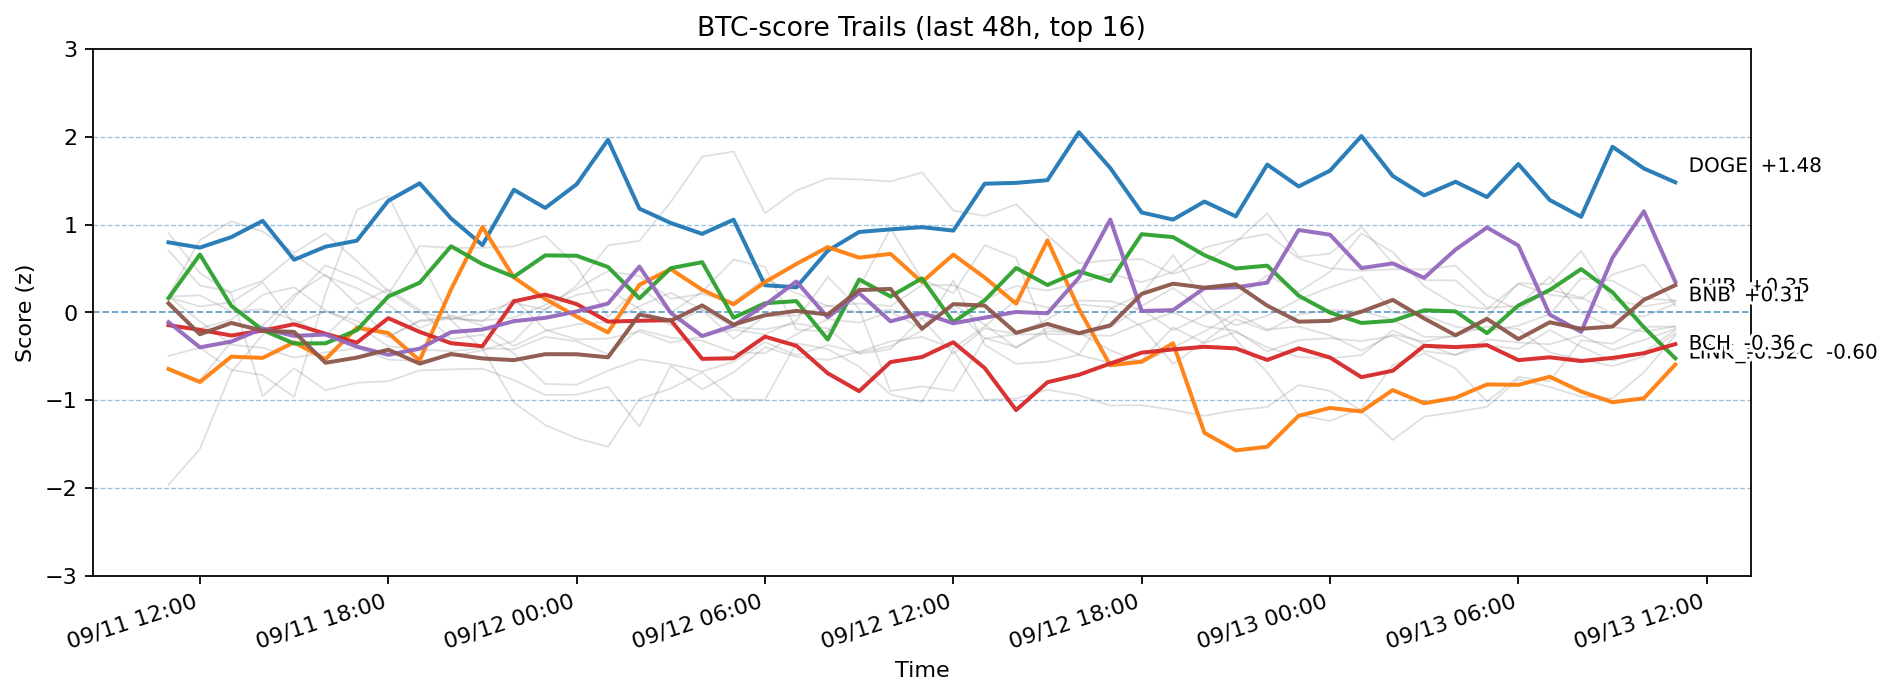 BTC-score Trails (last 48h, top 16)
3
2
1
0
−1
−2
−3
Score (z)
DOGE +1.48
SHIB +0.35
BNB +0.31
BCH -0.36
-0.60
09/11 12:00
09/11 18:00
09/12 00:00
09/12 06:00
09/12 12:00
09/12 18:00
09/13 00:00
09/13 06:00
09/13 12:00
Time